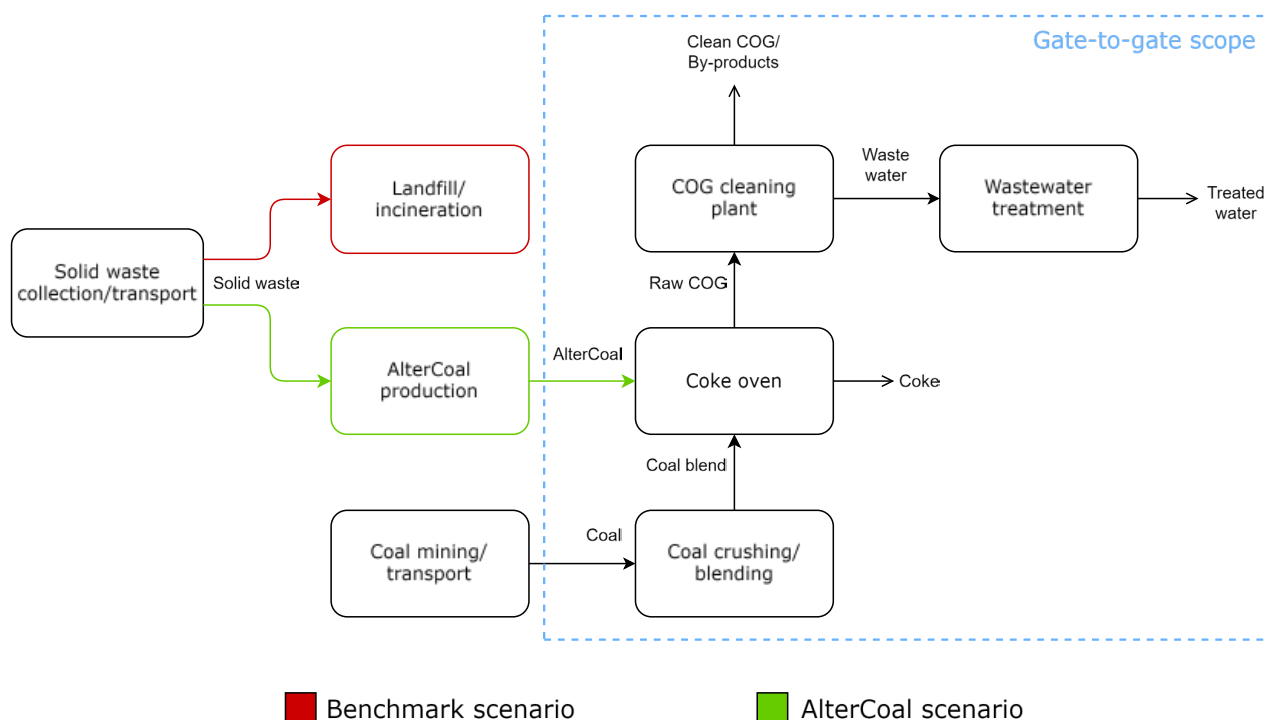 Gate-to-gate scope
Clean COG/
By-products
Landfill/
incineration
COG cleaning
plant
Waste
water
Wastewater
treatment
Treated
water
Solid waste
collection/transport
Solid waste
Raw COG
AlterCoal
production
AlterCoal
Coke oven
Coke
Coal blend
Coal mining/
transport
Coal
Coal crushing/
blending
Benchmark scenario
AlterCoal scenario